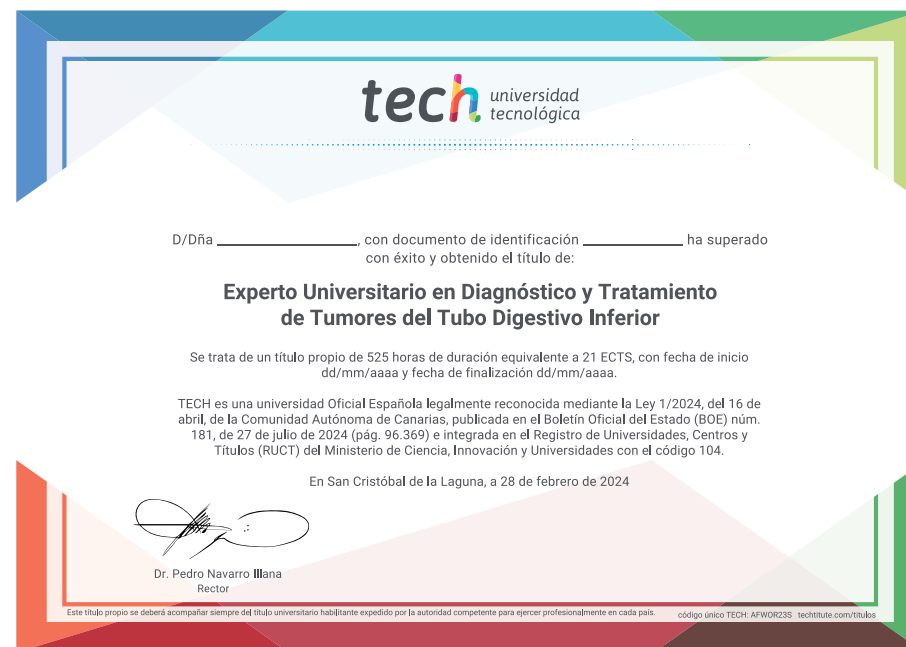 tech universidad
tecnológica
D/Dña ____________________, con documento de identificación ______________ ha superado
con éxito y obtenido el título de:
Experto Universitario en Diagnóstico y Tratamiento
de Tumores del Tubo Digestivo Inferior
Se trata de un título propio de 525 horas de duración equivalente a 21 ECTS, con fecha de inicio
dd/mm/aaaa y fecha de finalización dd/mm/aaaa.
TECH es una universidad Oficial Española legalmente reconocida mediante la Ley 1/2024, del 16 de
abril, de la Comunidad Autónoma de Canarias, publicada en el Boletín Oficial del Estado (BOE) núm.
181, de 27 de julio de 2024 (pág. 96.369) e integrada en el Registro de Universidades, Centros y
Títulos (RUCT) del Ministerio de Ciencia, Innovación y Universidades con el código 104.
En San Cristóbal de la Laguna, a 28 de febrero de 2024
Dr. Pedro Navarro Illana
Rector
Este título propio se deberá acompañar siempre del título universitario habilitante expedido por la autoridad competente para ejercer profesionalmente en cada país.
código único TECH: AFWOR23S techtitute.com/titulos